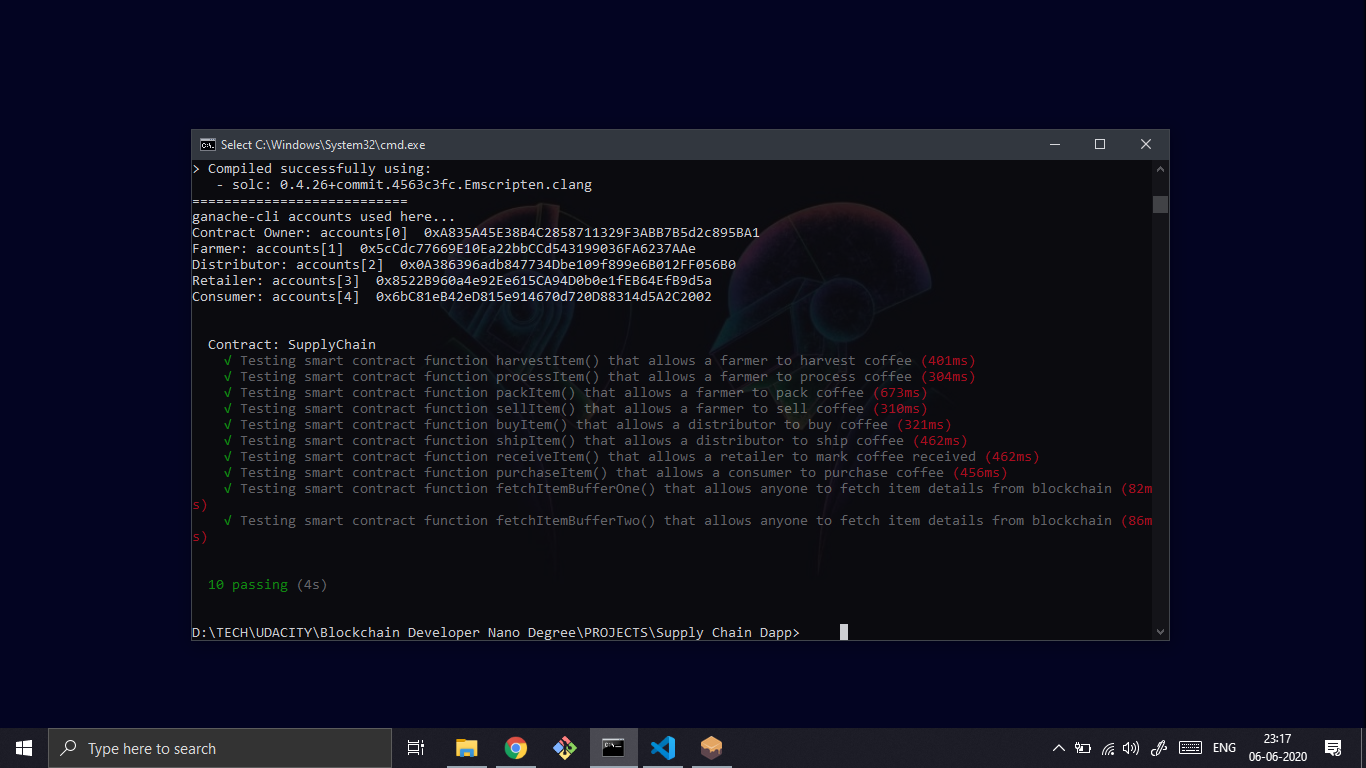 Select C:\Windows\System32\cmd.exe
> Compiled successfully using:
- solc: 0.4.26+commit.4563c3fc.Emscripten.clang
===========================
ganache-cli accounts used here...
Contract Owner: accounts[0] 0xA835A45E38B4C2858711329F3ABB7B5d2c895BA1
Farmer: accounts[1] 0x5cCdc77669E10Ea22bbCCd543199036FA6237AAe
Distributor: accounts[2] 0x0A386396adb847734Dbe109f899e6B012FF056B0
Retailer: accounts[3] 0x8522B960a4e92Ee615CA94D0b0e1fEB64EfB9d5a
Consumer: accounts[4] 0x6bC81eB42eD815e914670d720D88314d5A2C2002
Contract: SupplyChain
√ Testing smart contract function harvestItem() that allows a farmer to harvest coffee (401ms)
√ Testing smart contract function processItem() that allows a farmer to process coffee (304ms)
√ Testing smart contract function packItem() that allows a farmer to pack coffee (673ms)
√ Testing smart contract function sellItem() that allows a farmer to sell coffee (310ms)
√ Testing smart contract function buyItem() that allows a distributor to buy coffee (321ms)
√ Testing smart contract function shipItem() that allows a distributor to ship coffee (462ms)
√ Testing smart contract function receiveItem() that allows a retailer to mark coffee received (462ms)
√ Testing smart contract function purchaseItem() that allows a consumer to purchase coffee (456ms)
√ Testing smart contract function fetchItemBufferOne() that allows anyone to fetch item details from blockchain (82m
s)
√ Testing smart contract function fetchItemBufferTwo() that allows anyone to fetch item details from blockchain (86m
s)
10 passing (4s)
D:\TECH\UDACITY\Blockchain Developer Nano Degree\PROJECTS\Supply Chain Dapp>
Type here to search
ENG
23:17
06-06-2020